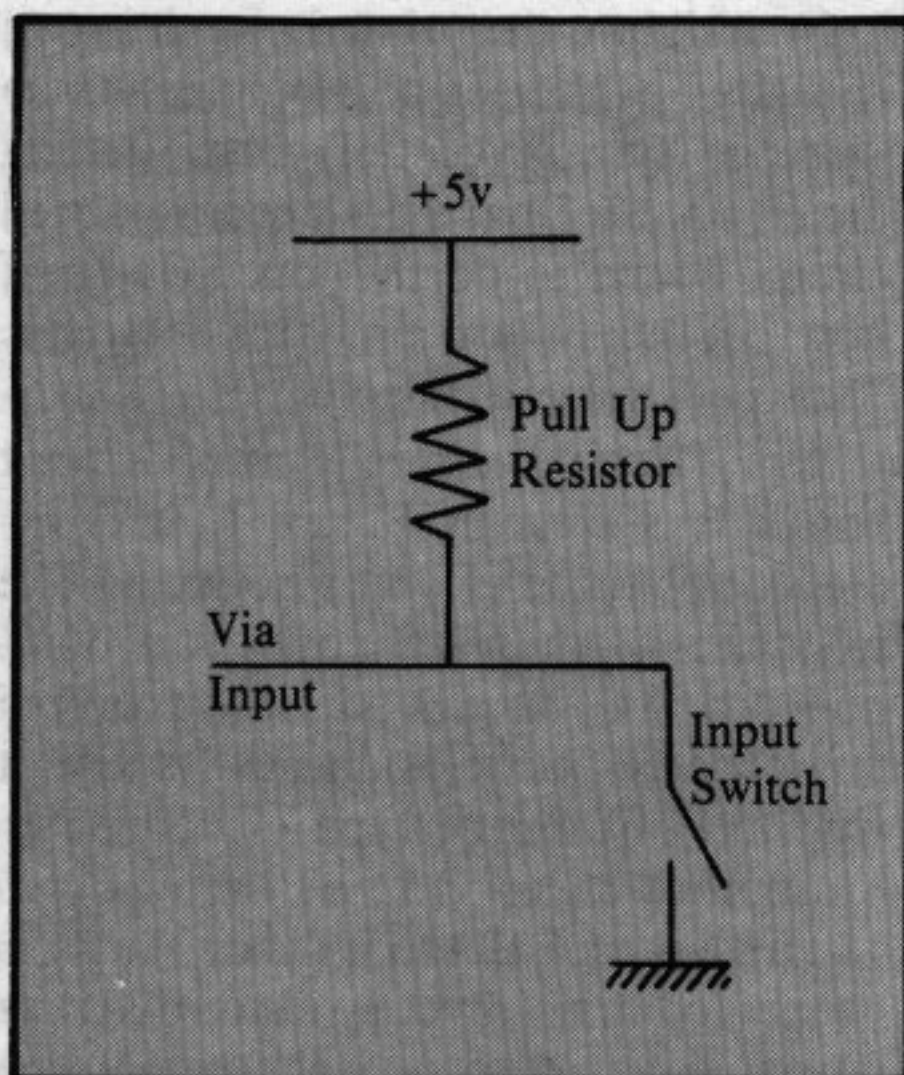 +5v
Pull Up
Resistor
Via
Input
Input
Switch